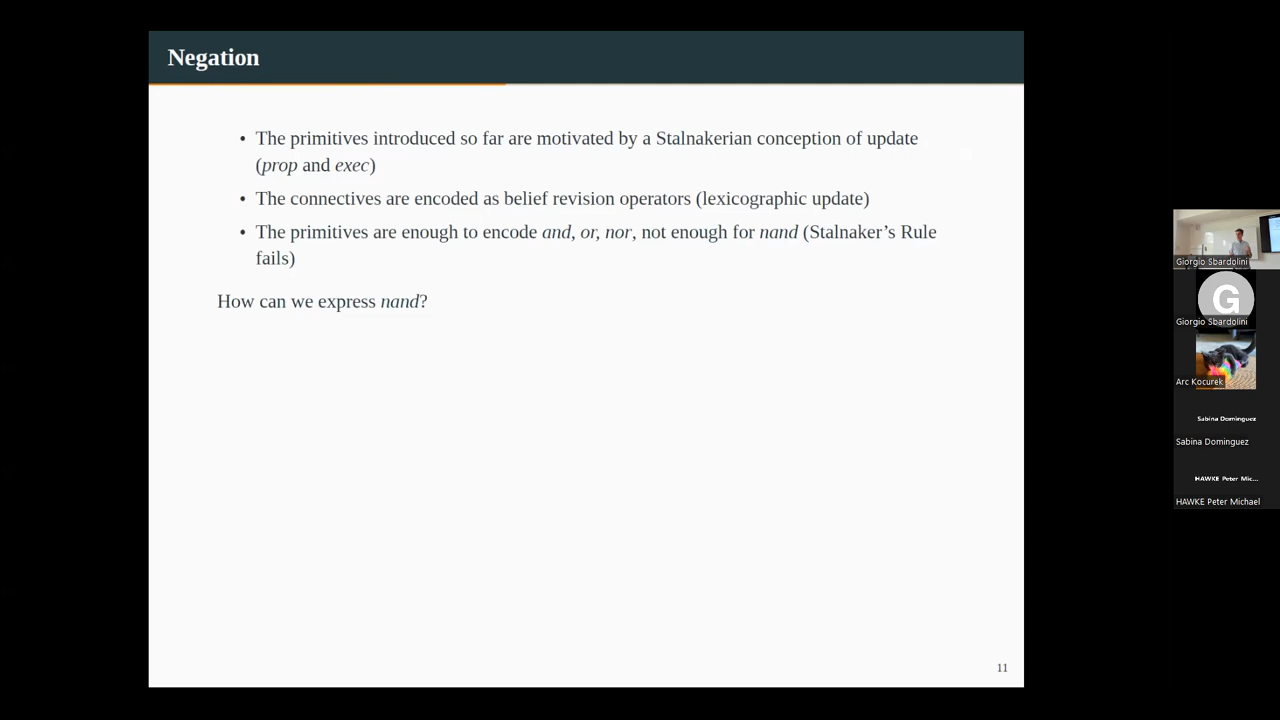 Negation
• The primitives introduced so far are motivated by a Stalnakerian conception of update
(prop and exec)
• The connectives are encoded as belief revision operators (lexicographic update)
• The primitives are enough to encode and, or, nor, not enough for nand (Stalnaker's Rule
fails)
How can we express nand?
11
Giorgio Sbardolini
G
Giorgio Sbardolini
Arc Kocurek
Sabina Dominguez
Sabina Dominguez
HAWKE Peter Mic...
HAWKE Peter Michael